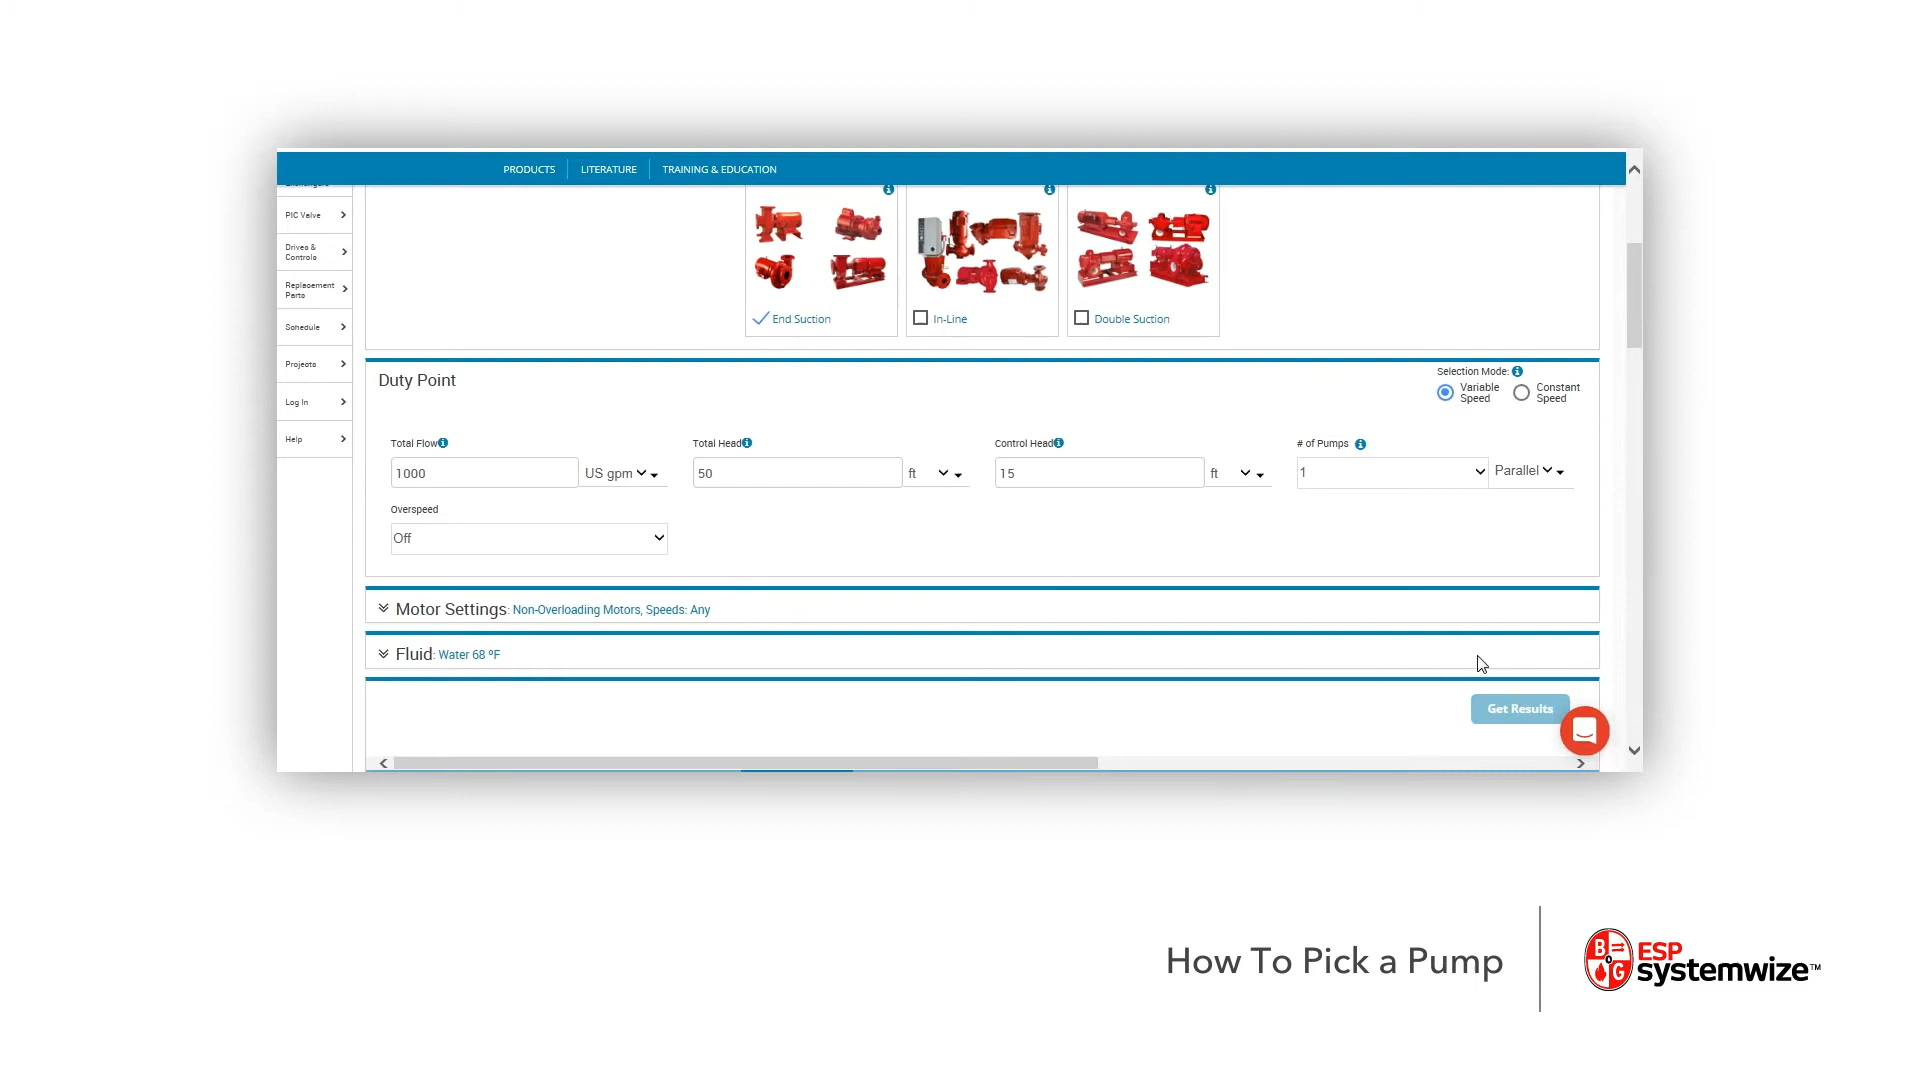 PRODUCTS
LITERATURE
TRAINING & EDUCATION
PIC Valve
Drives &
Controls
Replacement
Parts
Schedule
Projects
Log In
Help
End Suction
In-Line
Double Suction
Duty Point
Selection Mode:
Variable
Speed
Constant
Speed
Total Flow
Total Head
Control Head
# of Pumps
1000
US gpm
50
ft
15
ft
1
Parallel
Overspeed
Off
Motor Settings: Non-Overloading Motors, Speeds: Any
Fluid: Water 68 ºF
Get Results
How To Pick a Pump
B
G
ESP
systemwize™